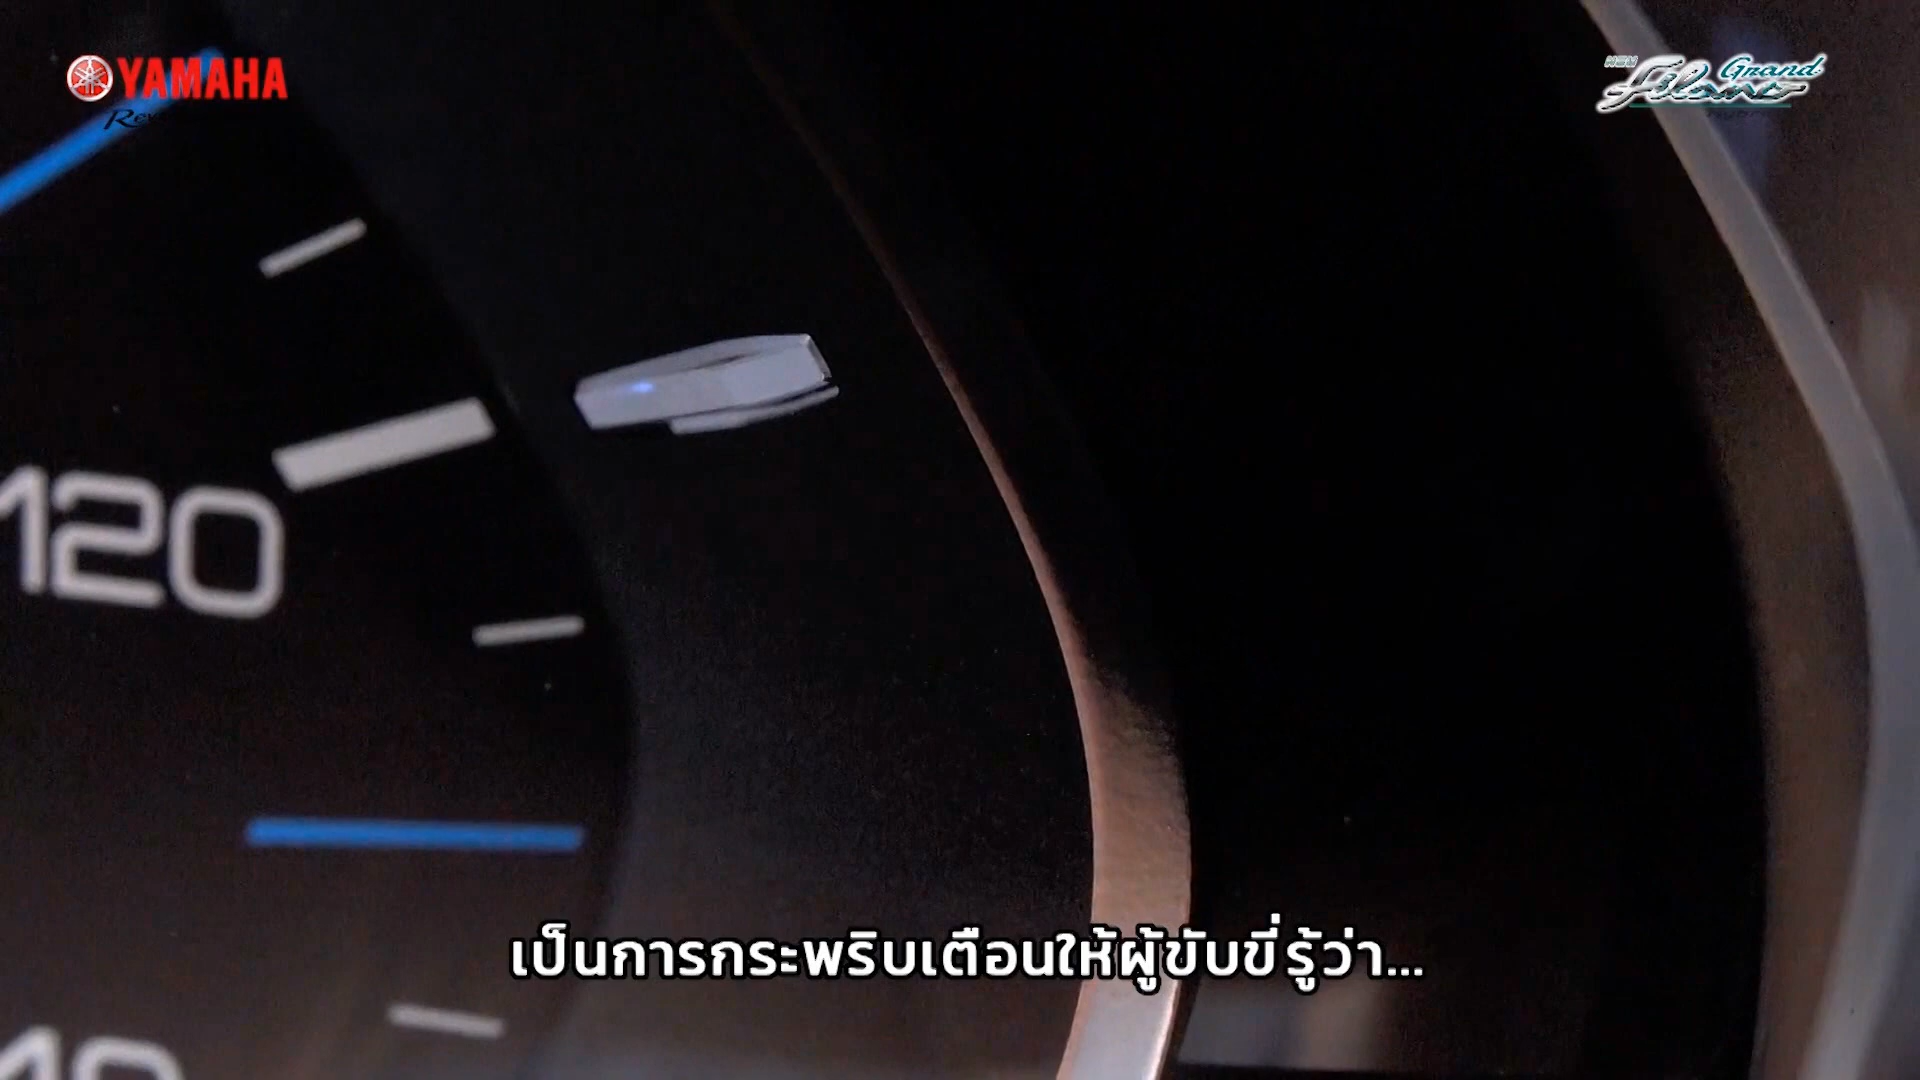 YAMAHA
NEW
Grand
Filano
120
เป็นการกระพริบเตือนให้ผู้ขับขี่รู้ว่า...